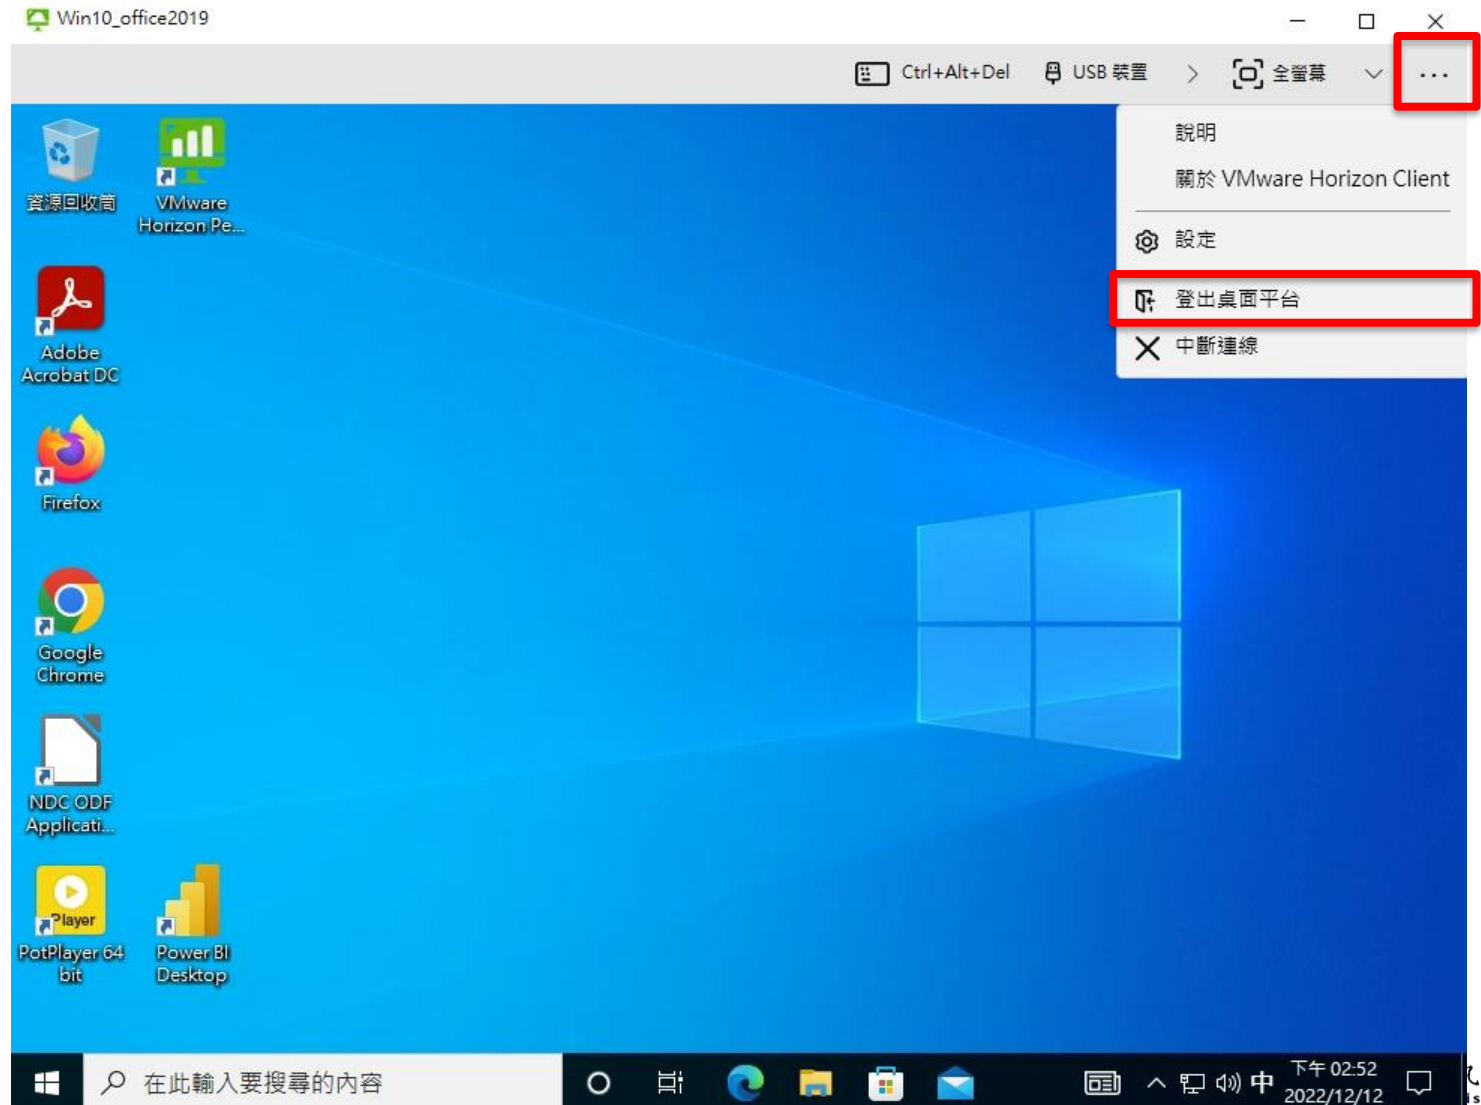 Win10_office2019
Ctrl+Alt+Del USB 裝置 全螢幕
說明
關於 VMware Horizon Client
設定
登出桌面平台
中斷連線
資源回收筒
VMware
Horizon Pe...
Adobe
Acrobat DC
Firefox
Google
Chrome
NDC ODF
Applicati...
Player
PotPlayer 64
bit
Power BI
Desktop
在此輸入要搜尋的內容
中
下午 02:52
2022/12/12